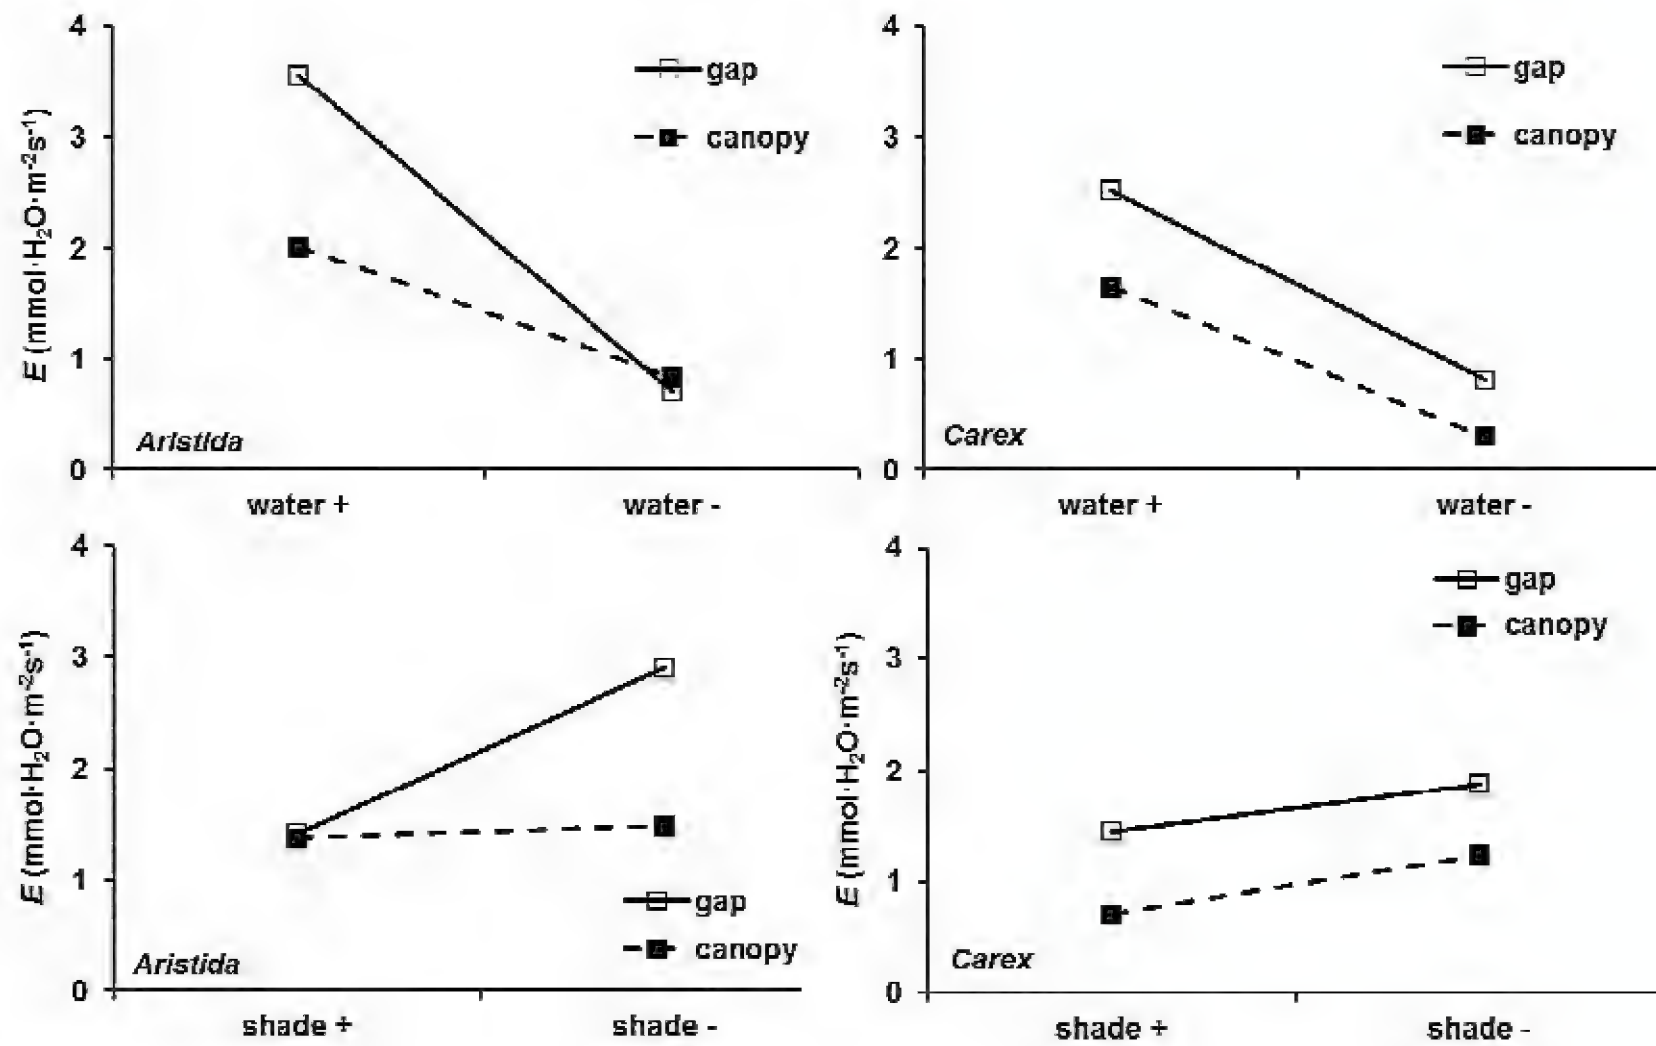 4
3
2
1
0
E (mmol·H₂O·m⁻²s⁻¹)
gap
canopy
Aristida
water +
water -
4
3
2
1
0
gap
canopy
Carex
water +
water -
4
3
2
1
0
E (mmol·H₂O·m⁻²s⁻¹)
gap
canopy
Aristida
shade +
shade -
4
3
2
1
0
E (mmol·H₂O·m⁻²s⁻¹)
gap
canopy
Carex
shade +
shade -